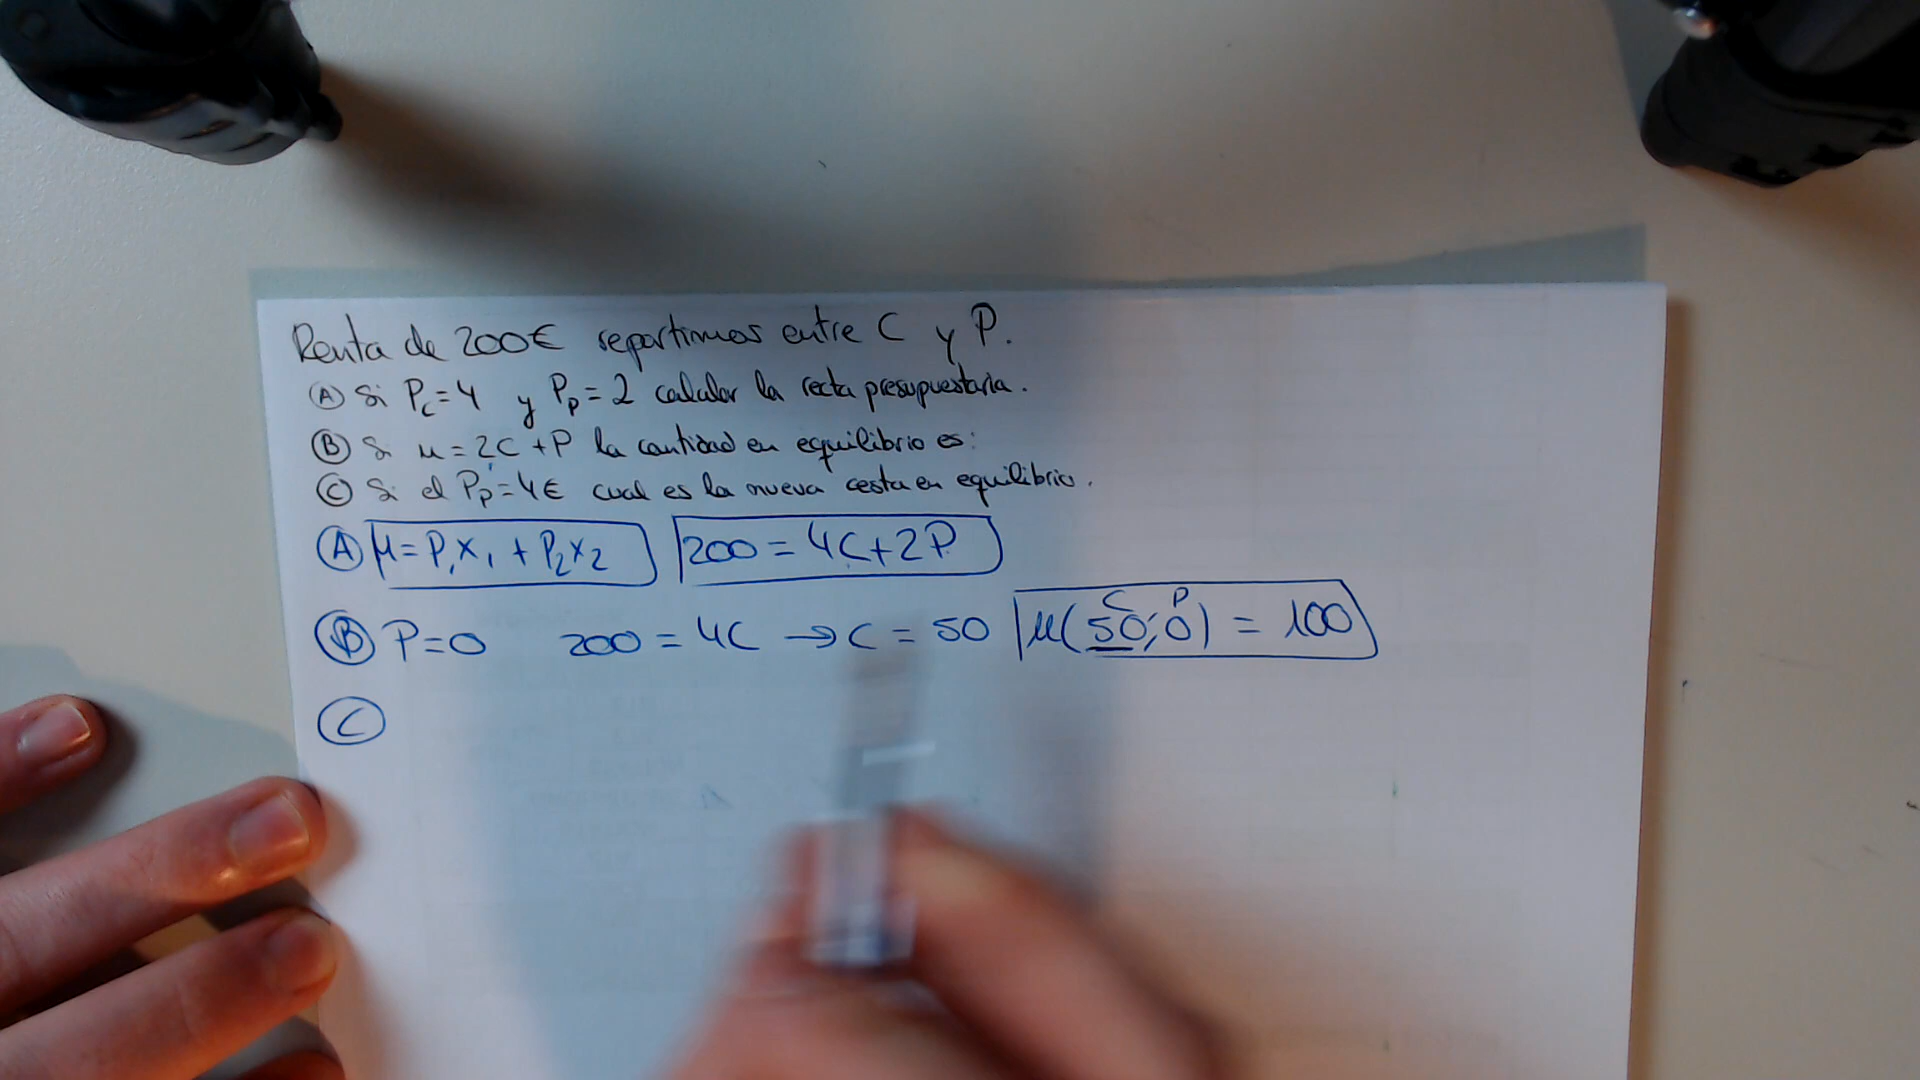 Renta de 200€ repartirmos entre C y P.
(A) Si Pc=4 y Pp=2 calcular la recta presupuestaria.
(B) Si u=2C+P la cantidad en equilibrio es:
(C) Si el Pp=4€ cual es la nueva cesta en equilibrio.
(A) M=P1X1+P2X2 200=4C+2P
(B) P=0 200=4C → C=50 u(50;0)=100
C P
(C)